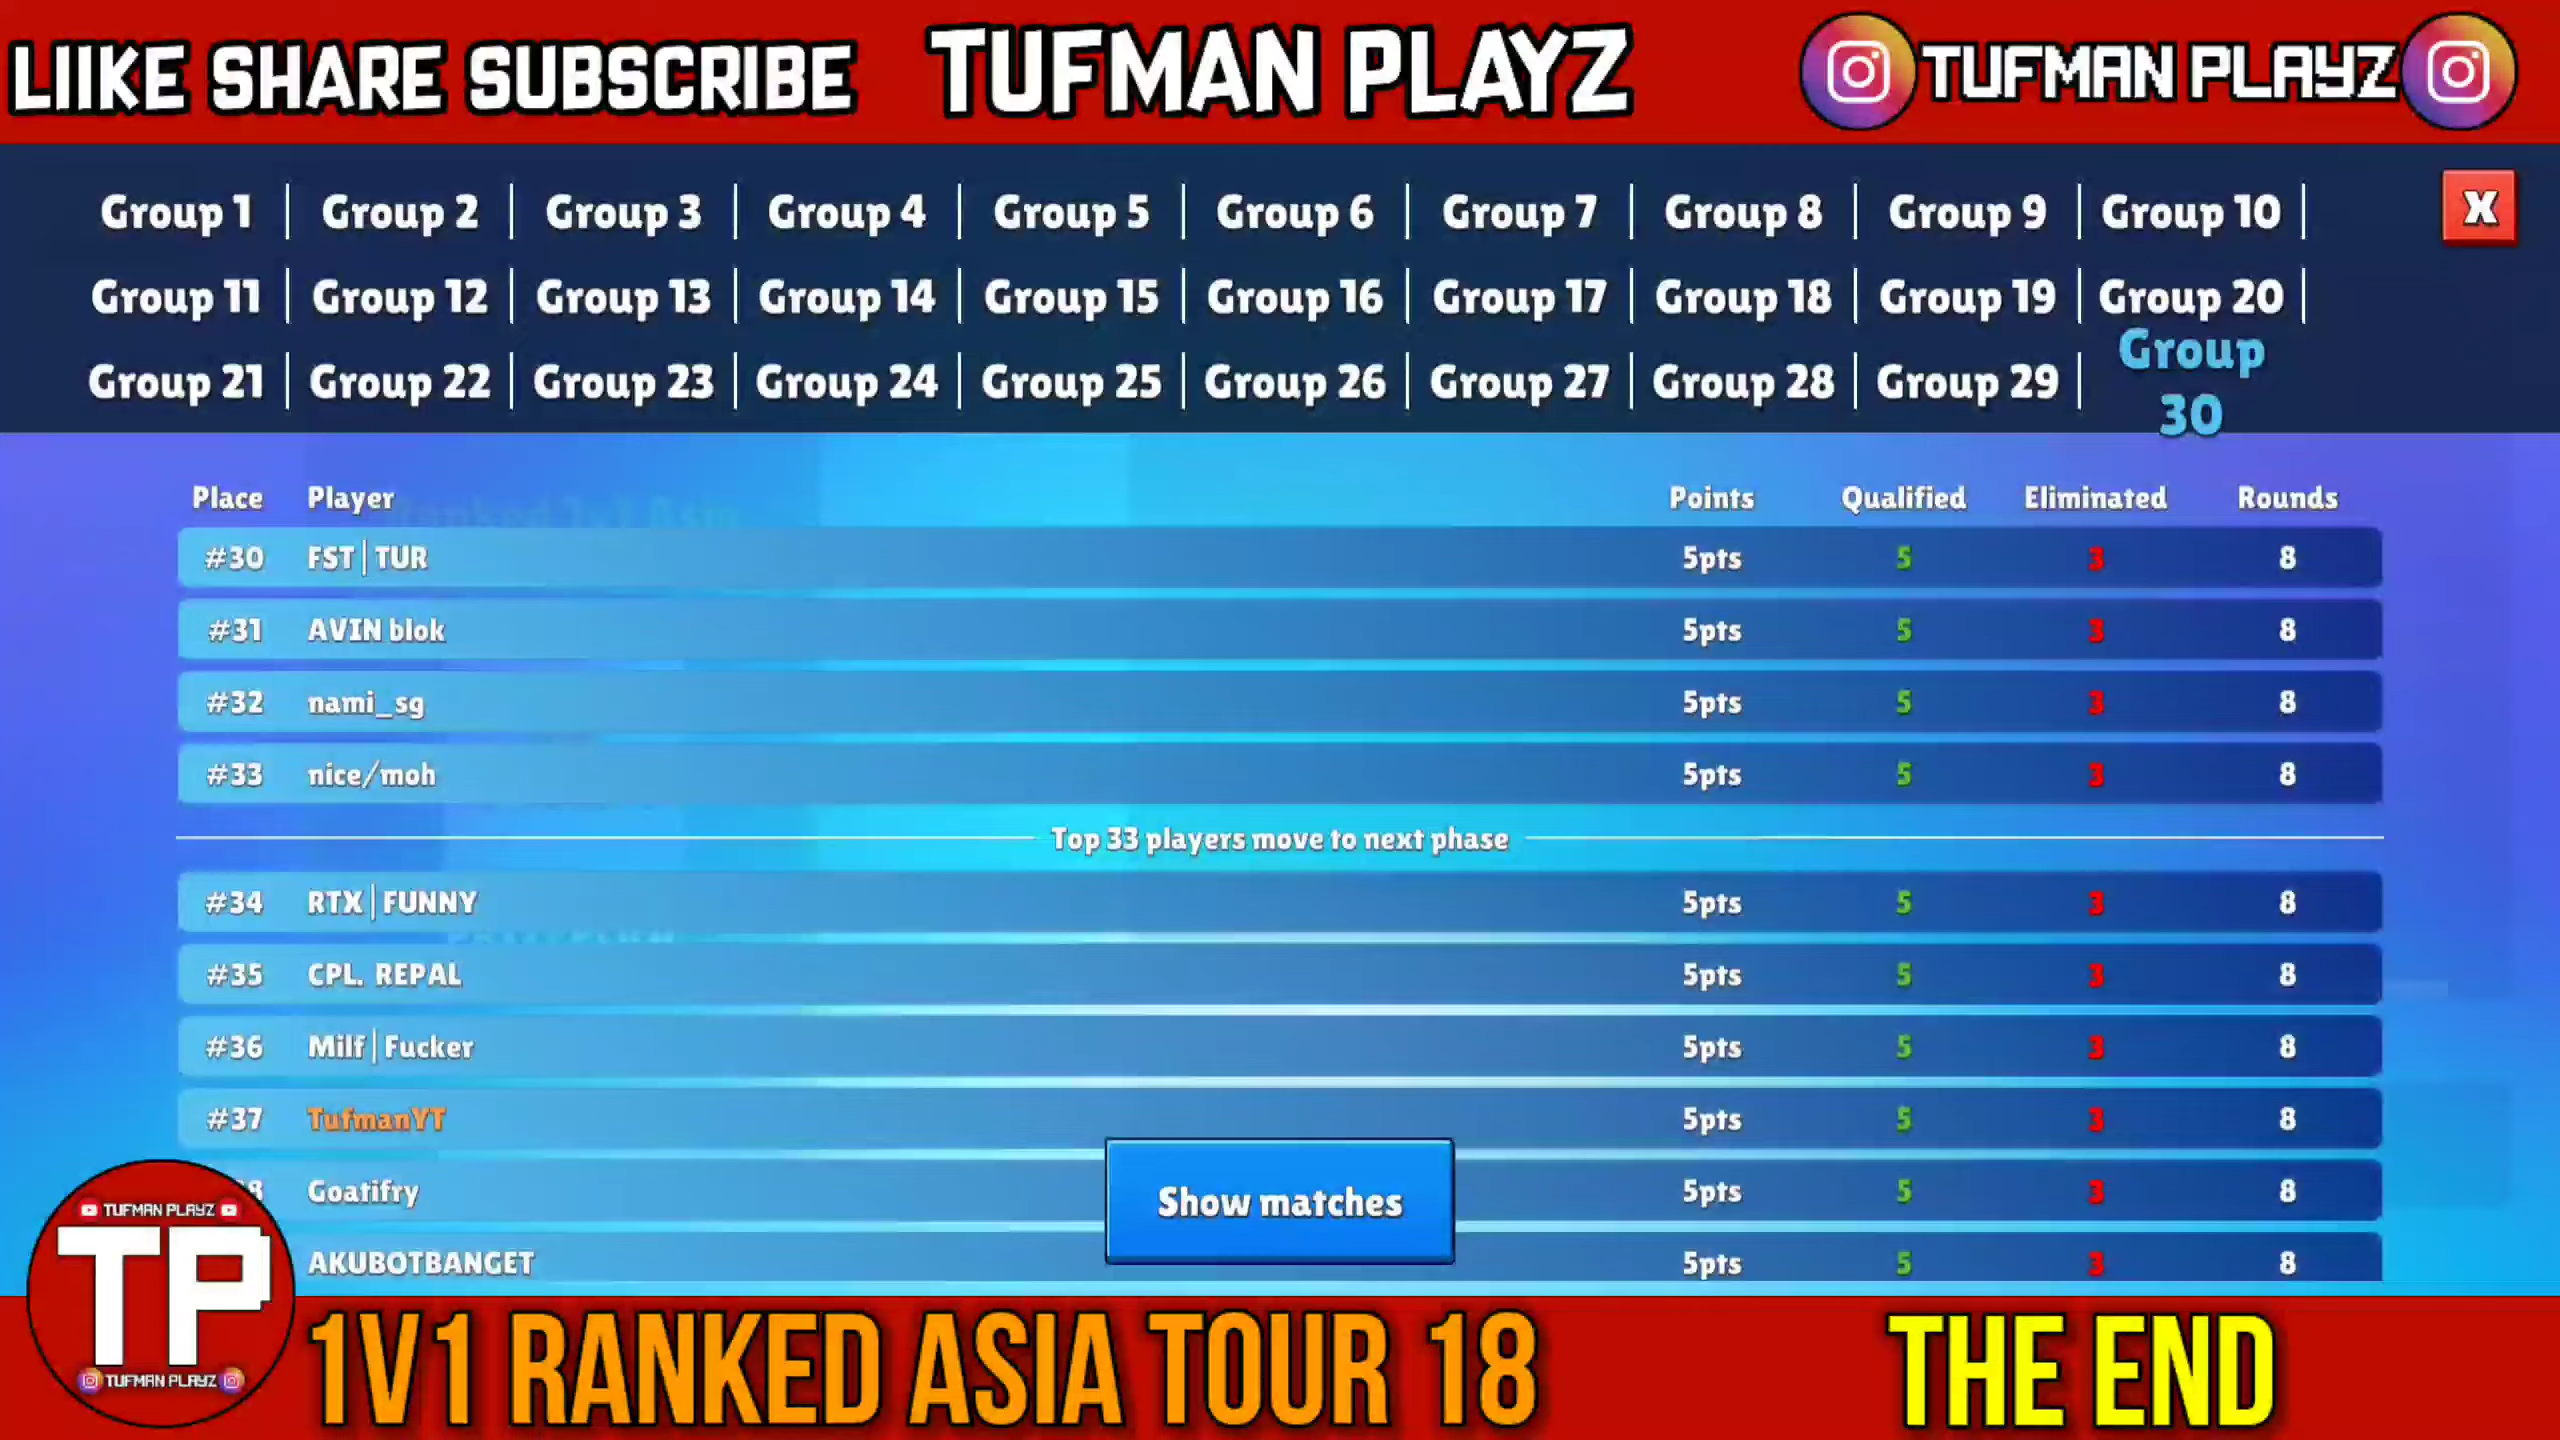 LIIKE SHARE SUBSCRIBE TUFMAN PLAYZ TUFMAN PLAYZ
Group 1 Group 2 Group 3 Group 4 Group 5 Group 6 Group 7 Group 8 Group 9 Group 10
X
Group 11 Group 12 Group 13 Group 14 Group 15 Group 16 Group 17 Group 18 Group 19 Group 20
Group 21 Group 22 Group 23 Group 24 Group 25 Group 26 Group 27 Group 28 Group 29 Group 30
Place Player Points Qualified Eliminated Rounds
Ranked 1v1 Asia
#30 FST|TUR 5pts 5 3 8
#31 AVIN blok 5pts 5 3 8
#32 nami_sg 5pts 5 3 8
#33 nice/moh 5pts 5 3 8
Top 33 players move to next phase
#34 RTX|FUNNY 5pts 5 3 8
#35 CPL. REPAL 5pts 5 3 8
#36 Milf|Fucker 5pts 5 3 8
#37 TufmanYT 5pts 5 3 8
8 Goatifry 5pts 5 3 8
Show matches
AKUBOTBANGET 5pts 5 3 8
TUFMAN PLAYZ
TP
TUFMAN PLAYZ
1V1 RANKED ASIA TOUR 18
THE END